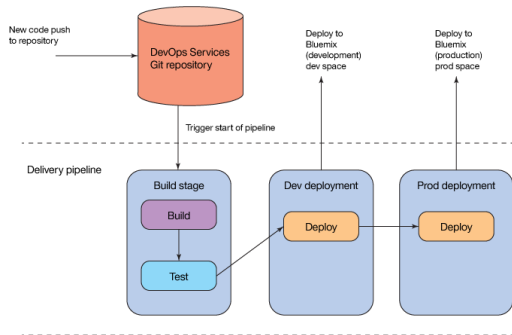 New code push
to repository
DevOps Services
Git repository
Deploy to
Bluemix
(development)
dev space
Deploy to
Bluemix
(production)
prod space
Trigger start of pipeline
Delivery pipeline
Build stage
Dev deployment
Prod deployment
Build
Deploy
Deploy
Test